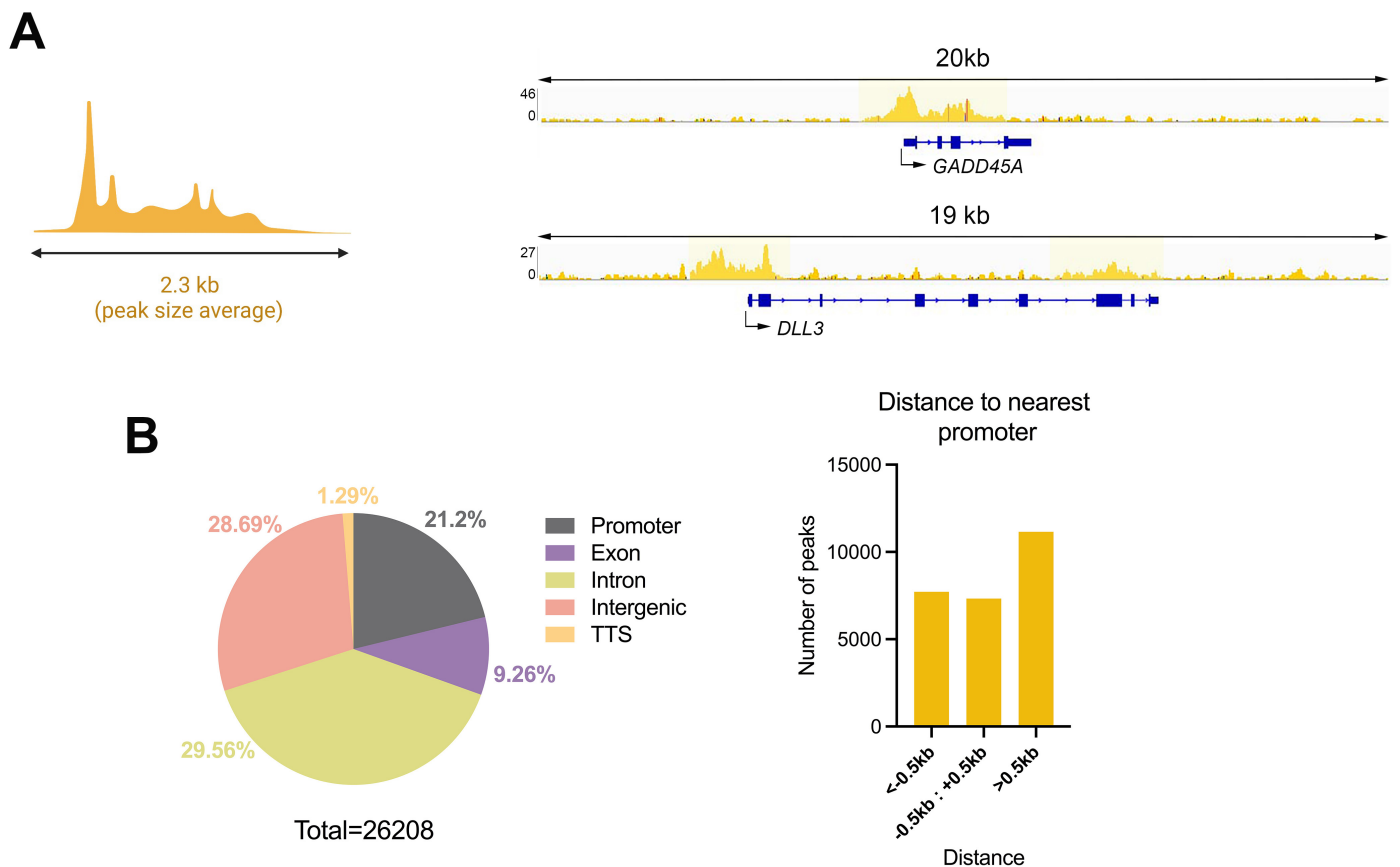 A
2.3 kb
(peak size average)
20kb
46
0
GADD45A
19 kb
27
0
DLL3
B
1.29%
28.69%
21.2%
9.26%
29.56%
Promoter
Exon
Intron
Intergenic
TTS
Total=26208
Distance to nearest
promoter
Number of peaks
15000
10000
5000
0
<-0.5kb
-0.5kb : +0.5kb
>0.5kb
Distance